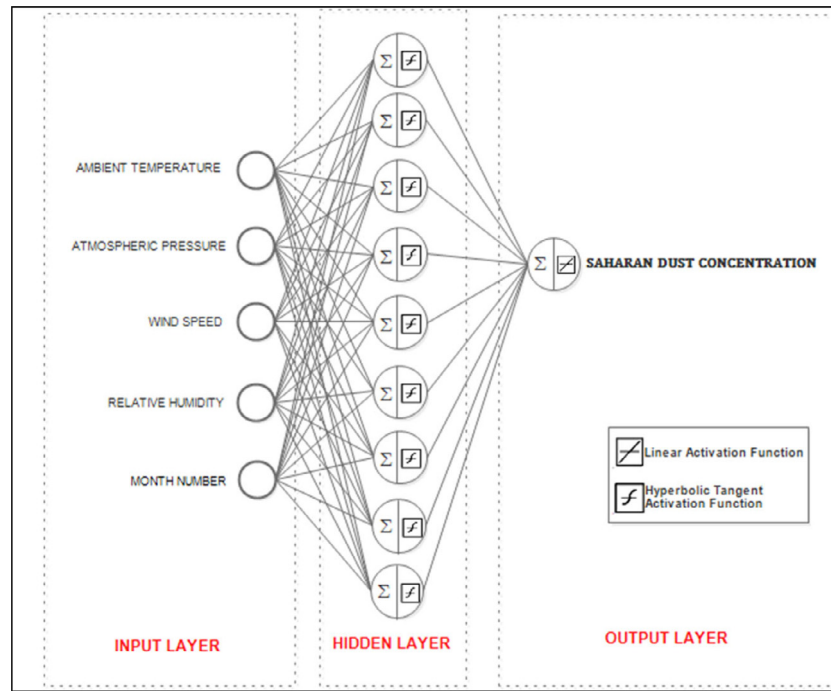 AMBIENT TEMPERATURE
ATMOSPHERIC PRESSURE
WIND SPEED
RELATIVE HUMIDITY
MONTH NUMBER
Σ f
Σ f
Σ f
Σ f
Σ f
Σ f
Σ f
Σ f
Σ f
Σ
SAHARAN DUST CONCENTRATION
Linear Activation Function
f Hyperbolic Tangent
Activation Function
INPUT LAYER
HIDDEN LAYER
OUTPUT LAYER